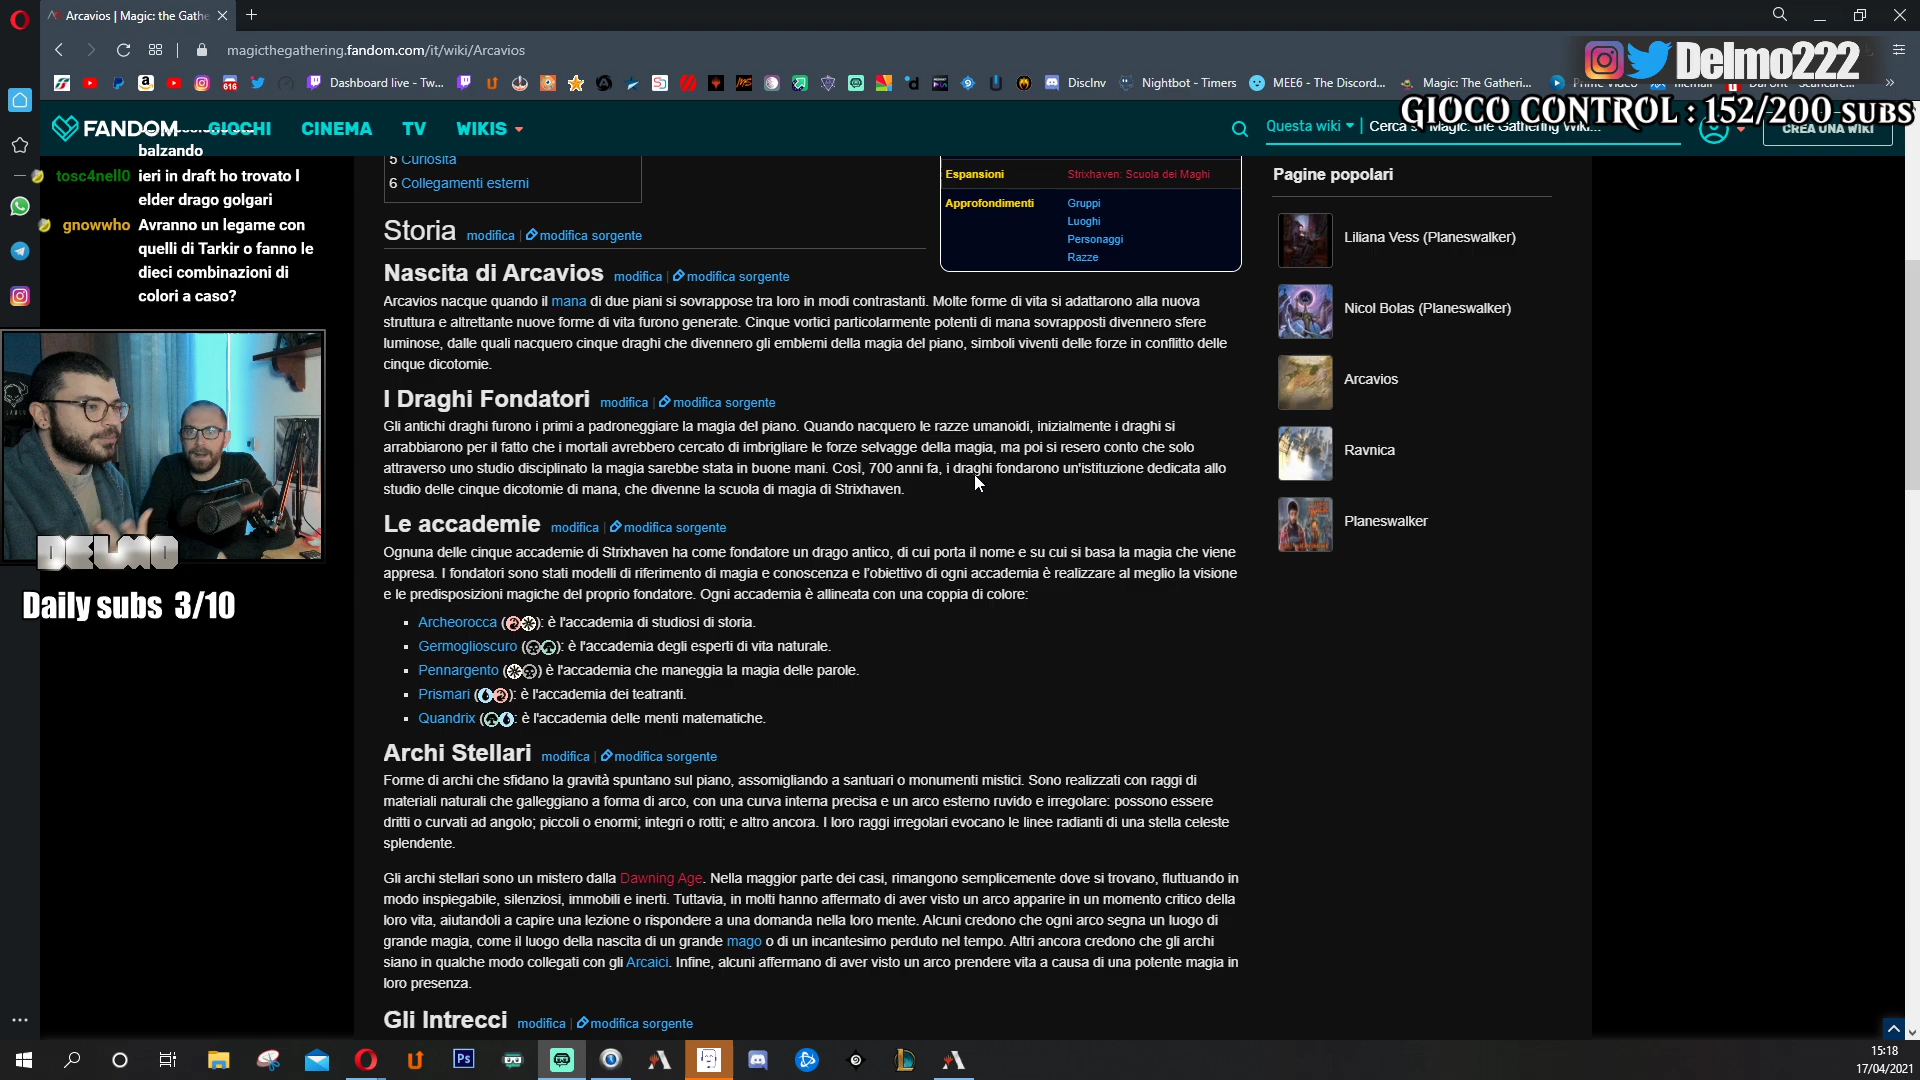 Arcavios | Magic: the Gathe
magicthegathering.fandom.com/it/wiki/Arcavios
Delmo222
Dashboard live - Tw...
DiscInv
Nightbot - Timers
MEE6 - The Discord...
Magic: The Gatheri...
GIOCO CONTROL : 152/200 SUBS
FANDOM
GIOCHI
CINEMA
TV
WIKIS
Questa wiki
CREA UNA WIKI
balzando
tosc4nell0 ieri in draft ho trovato l
elder drago golgari
gnowwho Avranno un legame con
quelli di Tarkir o fanno le
dieci combinazioni di
colori a caso?
DELMO
Daily subs 3/10
5 Curiosità
6 Collegamenti esterni
Espansioni Strixhaven: Scuola dei Maghi
Approfondimenti Gruppi
Luoghi
Personaggi
Razze
Storia modifica | modifica sorgente
Nascita di Arcavios modifica | modifica sorgente
Arcavios nacque quando il mana di due piani si sovrappose tra loro in modi contrastanti. Molte forme di vita si adattarono alla nuova
struttura e altrettante nuove forme di vita furono generate. Cinque vortici particolarmente potenti di mana sovrapposti divennero sfere
luminose, dalle quali nacquero cinque draghi che divennero gli emblemi della magia del piano, simboli viventi delle forze in conflitto delle
cinque dicotomie.
I Draghi Fondatori modifica | modifica sorgente
Gli antichi draghi furono i primi a padroneggiare la magia del piano. Quando nacquero le razze umanoidi, inizialmente i draghi si
arrabbiarono per il fatto che i mortali avrebbero cercato di imbrigliare le forze selvagge della magia, ma poi si resero conto che solo
attraverso uno studio disciplinato la magia sarebbe stata in buone mani. Così, 700 anni fa, i draghi fondarono un'istituzione dedicata allo
studio delle cinque dicotomie di mana, che divenne la scuola di magia di Strixhaven.
Le accademie modifica | modifica sorgente
Ognuna delle cinque accademie di Strixhaven ha come fondatore un drago antico, di cui porta il nome e su cui si basa la magia che viene
appresa. I fondatori sono stati modelli di riferimento di magia e conoscenza e l'obiettivo di ogni accademia è realizzare al meglio la visione
e le predisposizioni magiche del proprio fondatore. Ogni accademia è allineata con una coppia di colore:
Archeorocca (): è l'accademia di studiosi di storia.
Germoglioscuro (): è l'accademia degli esperti di vita naturale.
Pennargento () è l'accademia che maneggia la magia delle parole.
Prismari (): è l'accademia dei teatranti.
Quandrix (: è l'accademia delle menti matematiche.
Archi Stellari modifica | modifica sorgente
Forme di archi che sfidano la gravità spuntano sul piano, assomigliando a santuari o monumenti mistici. Sono realizzati con raggi di
materiali naturali che galleggiano a forma di arco, con una curva interna precisa e un arco esterno ruvido e irregolare: possono essere
dritti o curvati ad angolo; piccoli o enormi; integri o rotti; e altro ancora. I loro raggi irregolari evocano le linee radianti di una stella celeste
splendente.
Gli archi stellari sono un mistero dalla Dawning Age. Nella maggior parte dei casi, rimangono semplicemente dove si trovano, fluttuando in
modo inspiegabile, silenziosi, immobili e inerti. Tuttavia, in molti hanno affermato di aver visto un arco apparire in un momento critico della
loro vita, aiutandoli a capire una lezione o rispondere a una domanda nella loro mente. Alcuni credono che ogni arco segna un luogo di
grande magia, come il luogo della nascita di un grande mago o di un incantesimo perduto nel tempo. Altri ancora credono che gli archi
siano in qualche modo collegati con gli Arcaici. Infine, alcuni affermano di aver visto un arco prendere vita a causa di una potente magia in
loro presenza.
Gli Intrecci modifica | modifica sorgente
Pagine popolari
Liliana Vess (Planeswalker)
Nicol Bolas (Planeswalker)
Arcavios
Ravnica
Planeswalker
15:18
17/04/2021